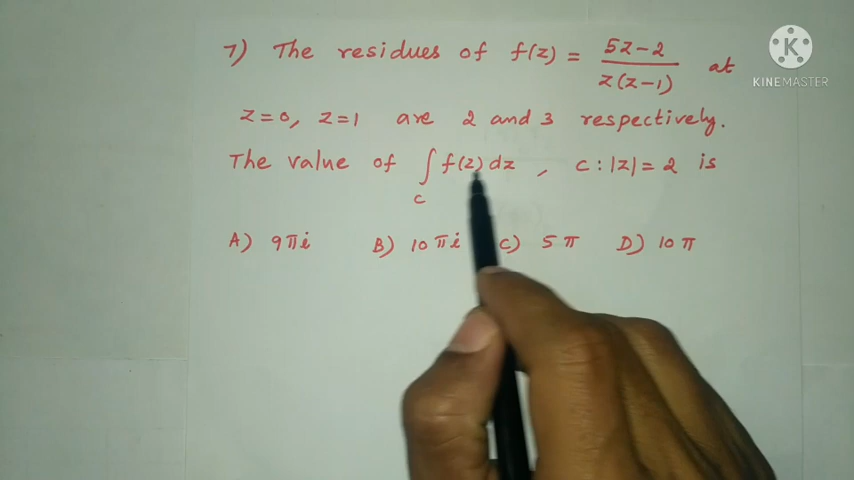 7) The residues of f(z) = (5z-2)/(z(z-1)) at
z=0, z=1 are 2 and 3 respectively.
The value of ∫_c f(z) dz , c : |z| = 2 is
A) 9πi B) 10πi C) 5π D) 10π
K
KINEMASTER